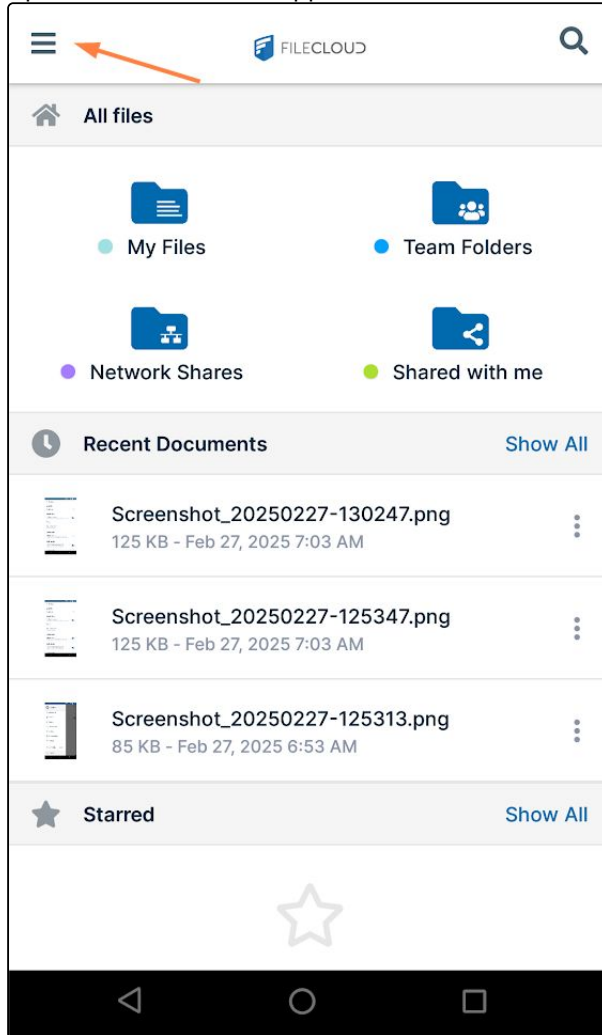 FILECLOUD
All files
My Files
Team Folders
Network Shares
Shared with me
Recent Documents
Show All
Screenshot_20250227-130247.png
125 KB - Feb 27, 2025 7:03 AM
Screenshot_20250227-125347.png
125 KB - Feb 27, 2025 7:03 AM
Screenshot_20250227-125313.png
85 KB - Feb 27, 2025 6:53 AM
Starred
Show All